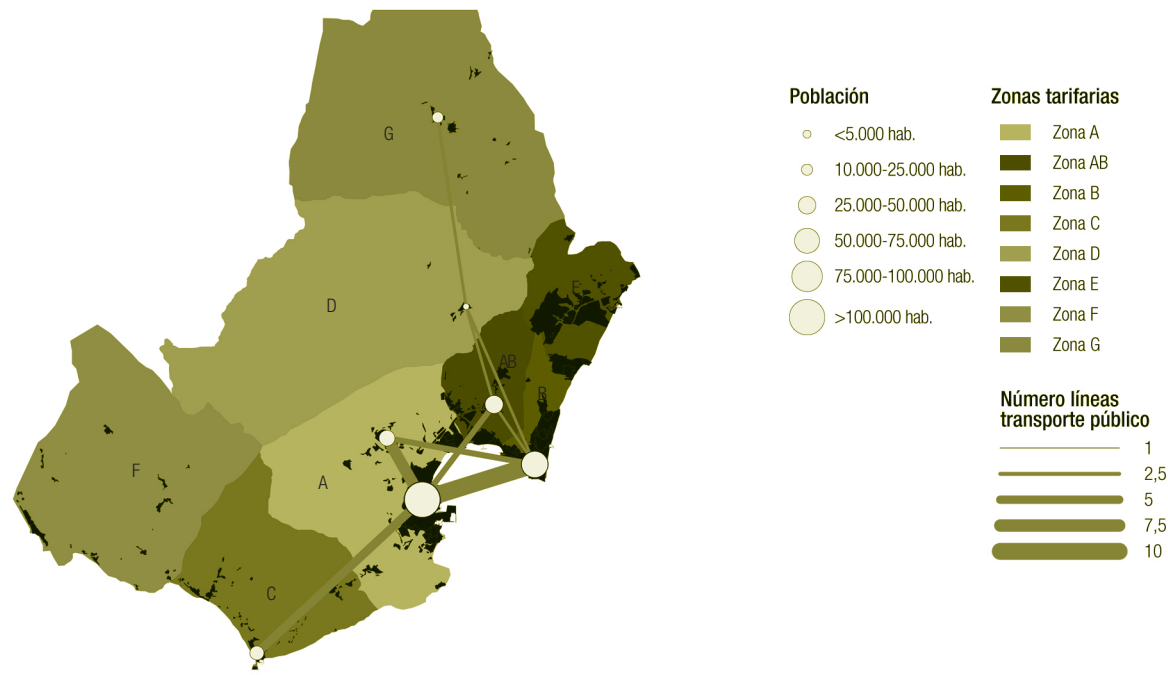 G
D
E
AB
B
F
A
C
Población
<5.000 hab.
10.000-25.000 hab.
25.000-50.000 hab.
50.000-75.000 hab.
75.000-100.000 hab.
>100.000 hab.
Zonas tarifarias
Zona A
Zona AB
Zona B
Zona C
Zona D
Zona E
Zona F
Zona G
Número líneas
transporte público
1
2,5
5
7,5
10